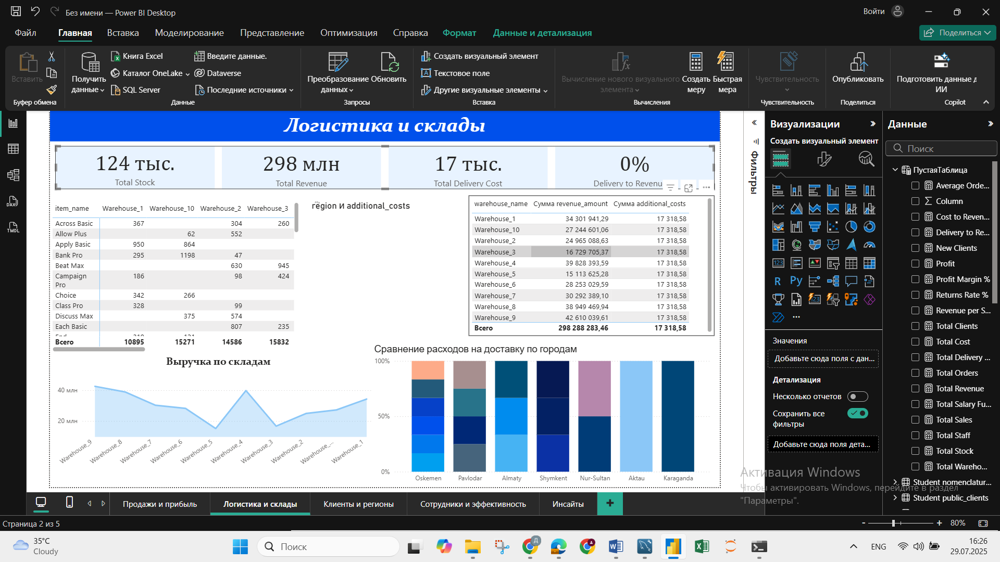 Без имени — Power BI Desktop
Войти
Файл Главная Вставка Моделирование Представление Оптимизация Справка Формат Данные и детализация
Поделиться
Вставить
Буфер обмена
Получить данные
Книга Excel
Каталог OneLake
SQL Server
Введите данные.
Dataverse
Последние источники
Данные
Преобразование данных
Обновить
Запросы
Создать визуальный элемент
Текстовое поле
Другие визуальные элементы
Вставка
Вычисление нового визуального элемента
Создать меру
Быстрая мера
Вычисления
Чувствительность
Чувствительность
Опубликовать
Поделиться
Подготовить данные д
ИИ
Copilot
Логистика и склады
124 тыс.
Total Stock
298 млн
Total Revenue
17 тыс.
Total Delivery Cost
0%
Delivery to Revenu
item_name Warehouse_1 Warehouse_10 Warehouse_2 Warehouse_3
Across Basic 367 304 260
Allow Plus 62 552
Apply Basic 950 864
Bank Pro 295 1198 47
Beat Max 630 945
Campaign Pro 186 98 424
Choice 342 266
Class Pro 328 99
Discuss Max 375 574
Each Basic 807 235
Всего 10895 15271 14586 15832
region и additional_costs
warehouse_name Сумма revenue_amount Сумма additional_costs
Warehouse_1 34 301 941,29 17 318,58
Warehouse_10 27 244 601,06 17 318,58
Warehouse_2 24 965 088,63 17 318,58
Warehouse_3 16 729 705,37 17 318,58
Warehouse_4 39 828 393,59 17 318,58
Warehouse_5 15 113 625,28 17 318,58
Warehouse_6 28 253 029,59 17 318,58
Warehouse_7 30 292 389,10 17 318,58
Warehouse_8 38 949 469,94 17 318,58
Warehouse_9 42 610 039,61 17 318,58
Всего 298 288 283,46 17 318,58
Выручка по складам
40 млн
20 млн
Warehouse_9 Warehouse_8 Warehouse_7 Warehouse_6 Warehouse_5 Warehouse_4 Warehouse_3 Warehouse_2 Warehouse_... Warehouse_1
Сравнение расходов на доставку по городам
100%
50%
0%
Oskemen Pavlodar Almaty Shymkent Nur-Sultan Aktau Karaganda
Фильтры
Визуализации
Создать визуальный элемент
R Py
123
Значения
Добавьте сюда поля с дан...
Детализация
Несколько отчетов
Сохранить все фильтры
Добавьте сюда поля дета...
Данные
Поиск
ПустаяТаблица
Average Orde...
Column
Cost to Reven...
Delivery to Re...
New Clients
Profit
Profit Margin %
Returns Rate %
Revenue per S...
Total Clients
Total Cost
Total Delivery ...
Total Orders
Total Revenue
Total Salary Fu...
Total Sales
Total Staff
Total Stock
Total Wareho...
Student nomenclatur...
Student public_clients
Активация Windows
Чтобы активировать Windows, перейдите в раздел
"Параметры".
DAX
TMDL
Продажи и прибыль Логистика и склады Клиенты и регионы Сотрудники и эффективность Инсайты
Страница 2 из 5
80%
35°C
Cloudy
Поиск
ENG
16:26
29.07.2025